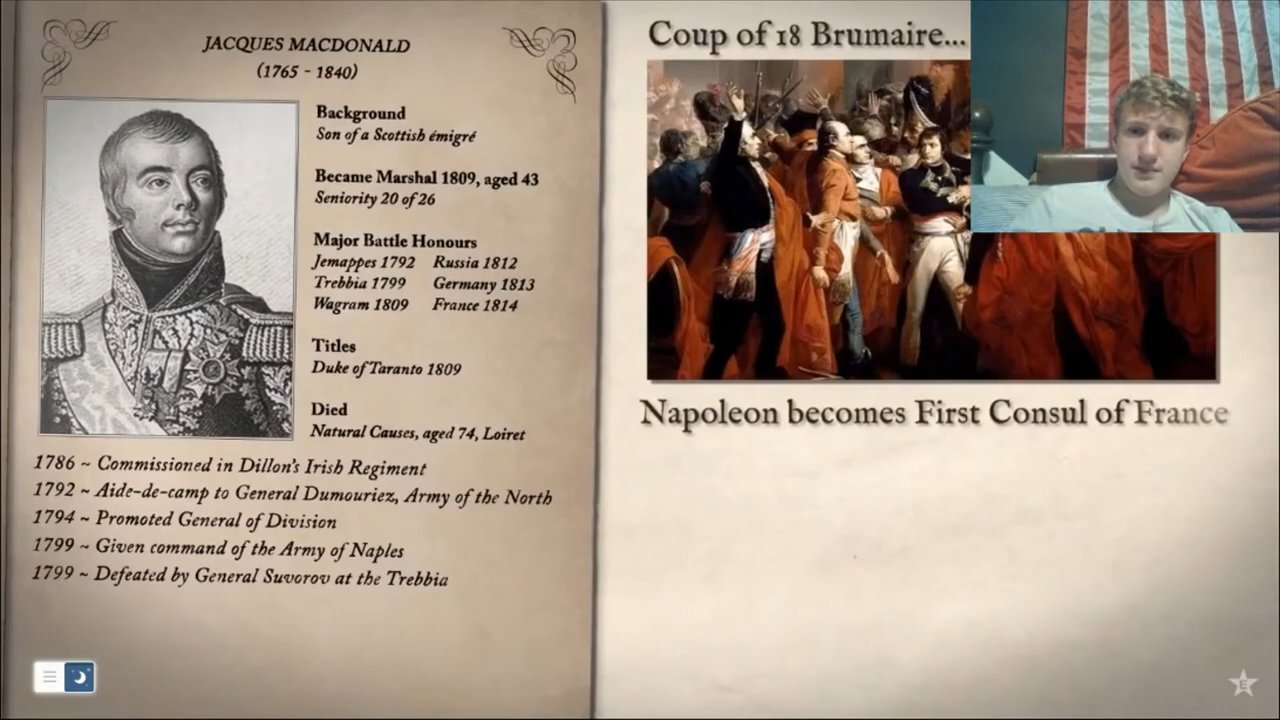 JACQUES MACDONALD
(1765 - 1840)
Background
Son of a Scottish émigré
Became Marshal 1809, aged 43
Seniority 20 of 26
Major Battle Honours
Jemappes 1792 Russia 1812
Trebbia 1799 Germany 1813
Wagram 1809 France 1814
Titles
Duke of Taranto 1809
Died
Natural Causes, aged 74, Loiret
1786 ~ Commissioned in Dillon's Irish Regiment
1792 ~ Aide-de-camp to General Dumouriez, Army of the North
1794 ~ Promoted General of Division
1799 ~ Given command of the Army of Naples
1799 ~ Defeated by General Suvorov at the Trebbia
Coup of 18 Brumaire...
Napoleon becomes First Consul of France
E